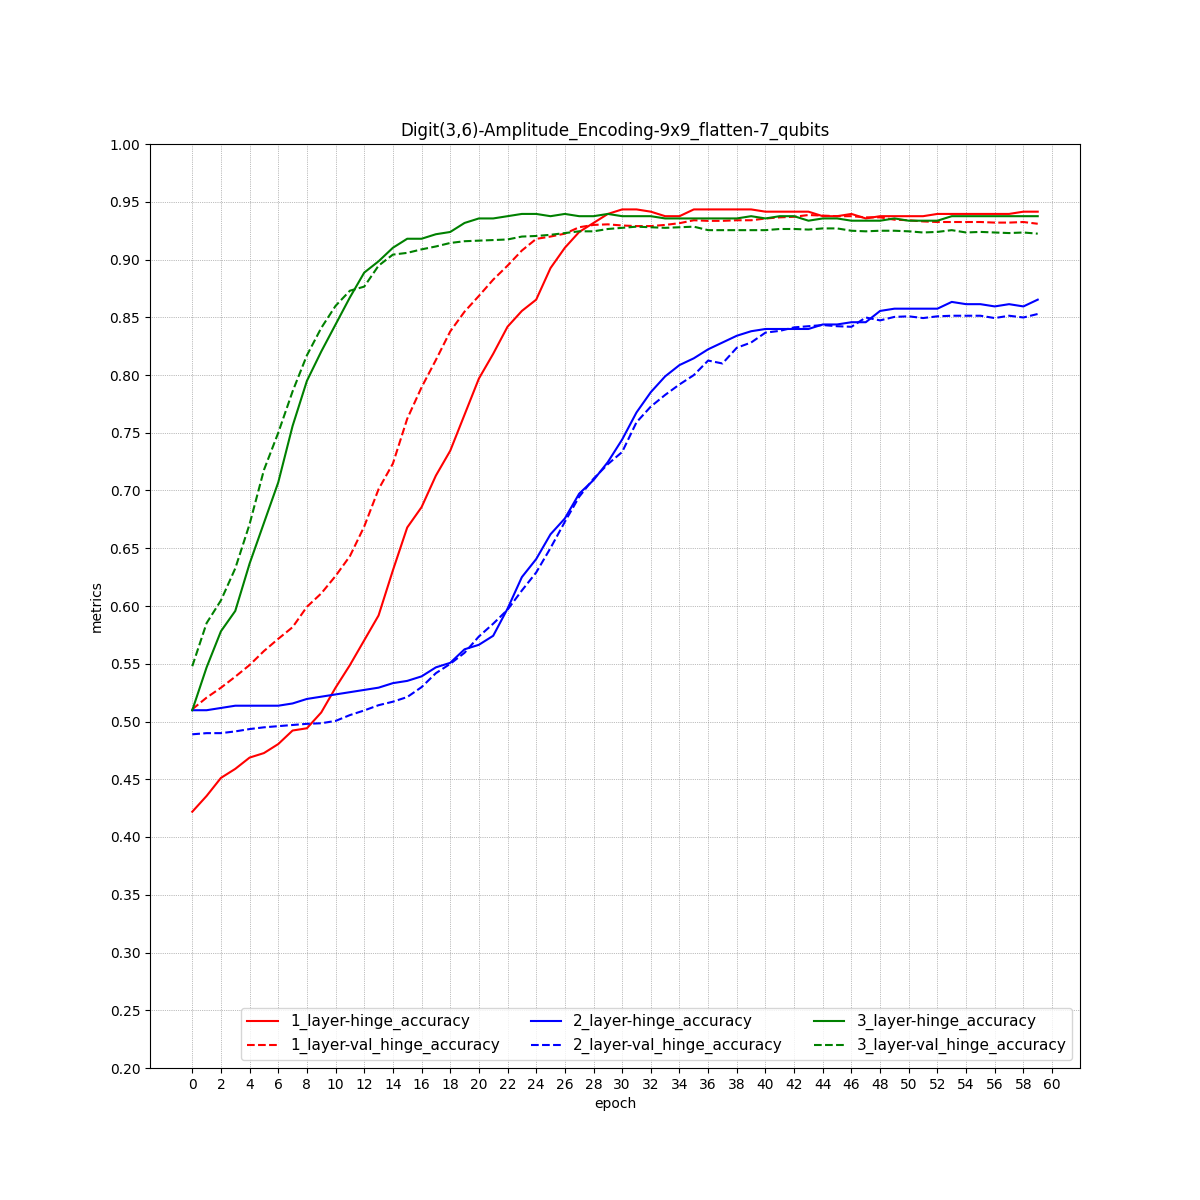 Digit(3,6)-Amplitude_Encoding-9x9_flatten-7_qubits
1.00
0.95
0.90
0.85
0.80
0.75
0.70
0.65
0.60
0.55
0.50
0.45
0.40
0.35
0.30
0.25
0.20
metrics
1_layer-hinge_accuracy 2_layer-hinge_accuracy 3_layer-hinge_accuracy
1_layer-val_hinge_accuracy 2_layer-val_hinge_accuracy 3_layer-val_hinge_accuracy
0 2 4 6 8 10 12 14 16 18 20 22 24 26 28 30 32 34 36 38 40 42 44 46 48 50 52 54 56 58 60
epoch